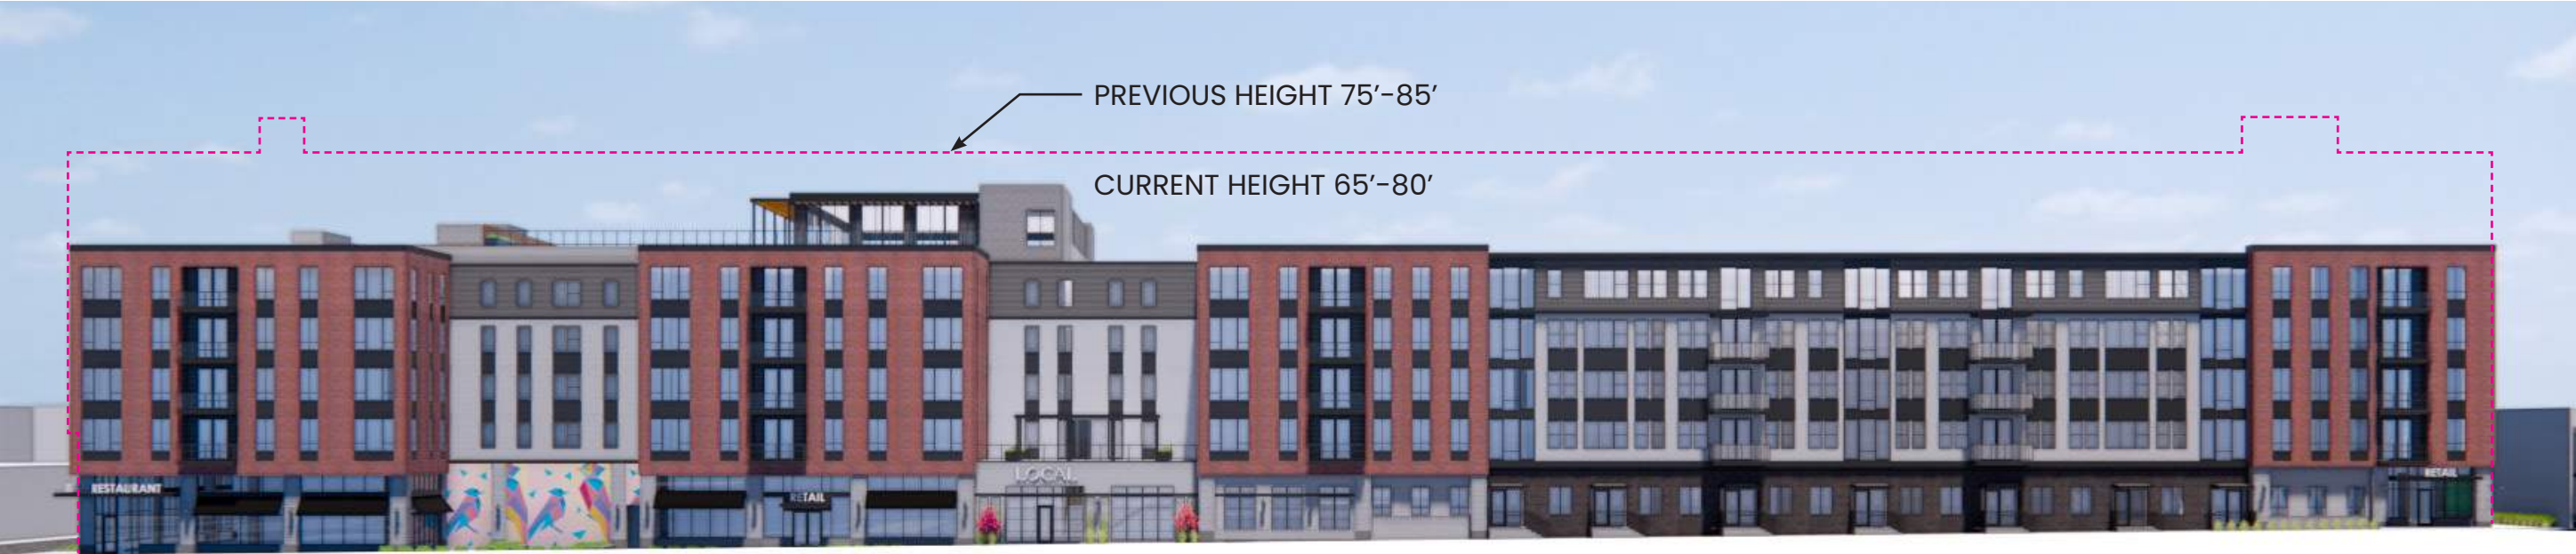 PREVIOUS HEIGHT 75'-85'
CURRENT HEIGHT 65'-80'
RESTAURANT
RETAIL
LOCAL
RETAIL